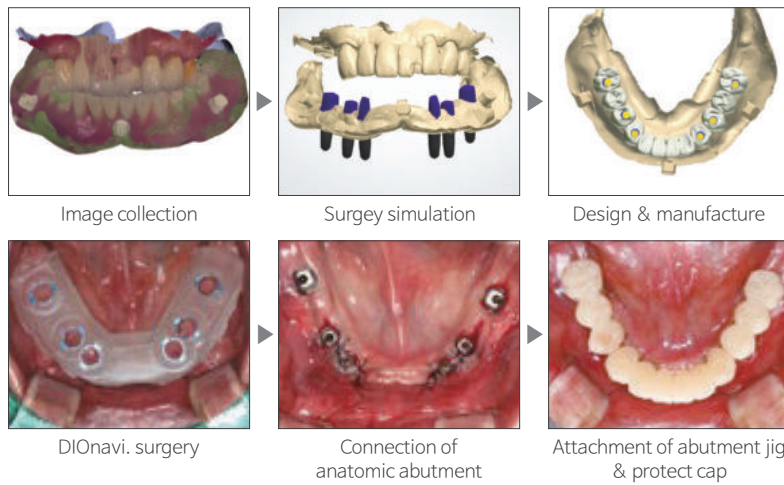 Image collection
Surgey simulation
Design & manufacture
DIOnavi. surgery
Connection of
anatomic abutment
Attachment of abutment jig
& protect cap